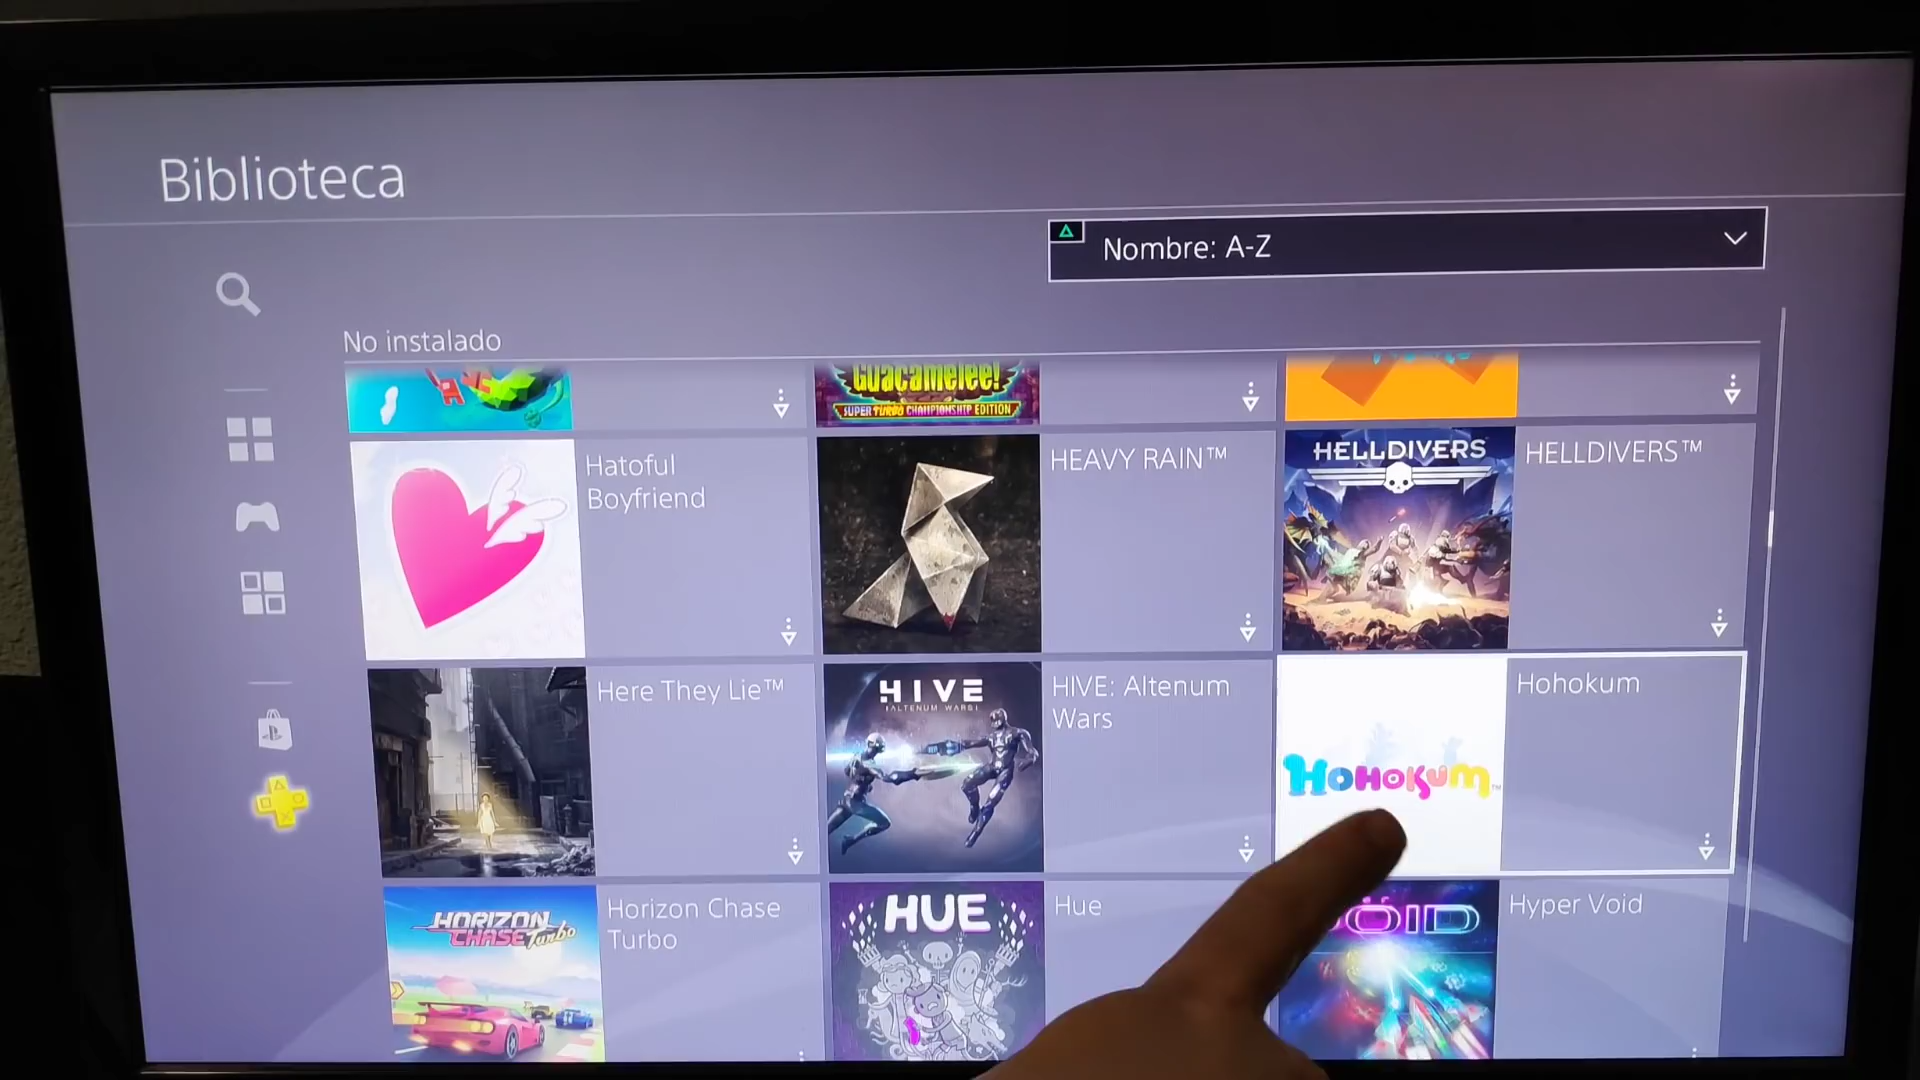 Biblioteca
Nombre: A-Z
No instalado
Guacamelee!
SUPER TURBO CHAMPIONSHIP EDITION
Hatoful
Boyfriend
HEAVY RAIN™
HELLDIVERS
HELLDIVERS™
Here They Lie™
HIVE
ALTENUM WARS
HIVE: Altenum
Wars
HOHOKUM™
Hohokum
HORIZON
CHASE Turbo
Horizon Chase
Turbo
HUE
Hue
Hyper Void